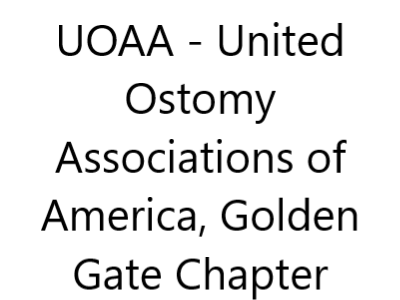 UOAA - United
Ostomy
Associations of
America, Golden
Gate Chapter